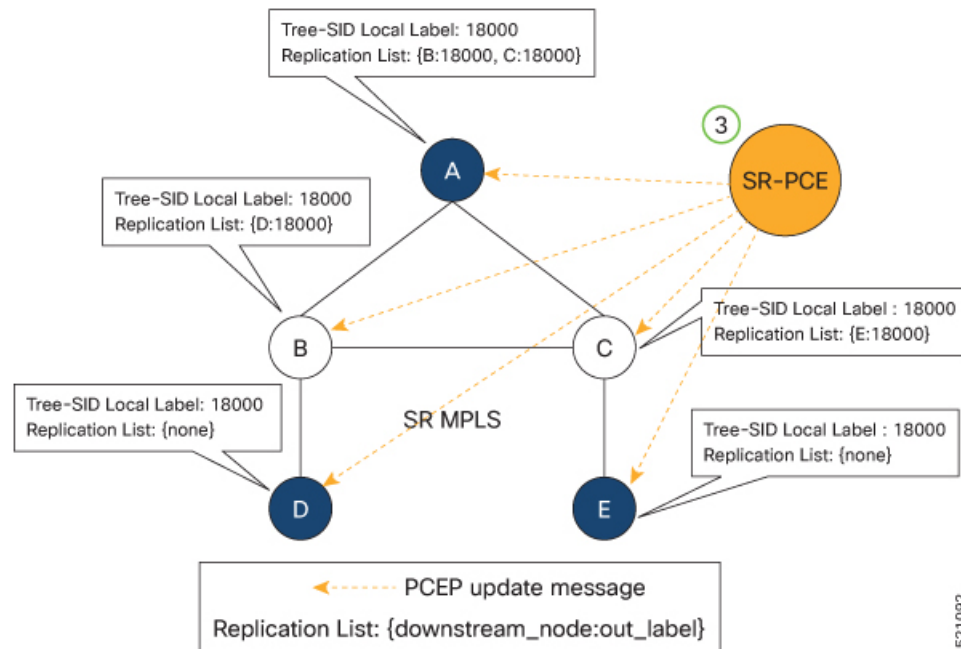 Tree-SID Local Label: 18000
Replication List: {B:18000, C:18000}
3
A
SR-PCE
Tree-SID Local Label: 18000
Replication List: {D:18000}
Tree-SID Local Label : 18000
Replication List: {E:18000}
B
C
Tree-SID Local Label: 18000
Replication List: {none}
SR MPLS
Tree-SID Local Label : 18000
Replication List: {none}
D
E
PCEP update message
Replication List: {downstream_node:out_label}
521092